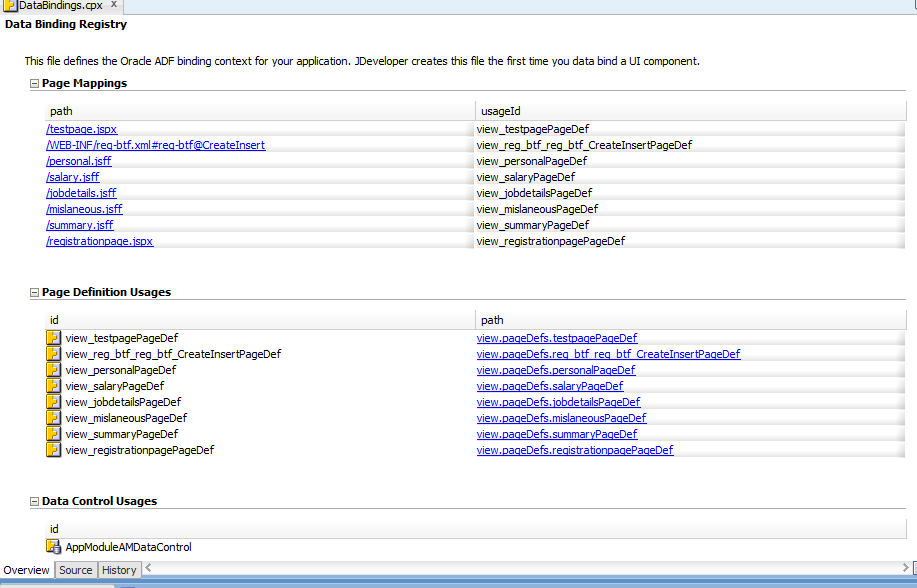 DataBindings.cpx x
Data Binding Registry
This file defines the Oracle ADF binding context for your application. JDeveloper creates this file the first time you data bind a UI component.
Page Mappings
path usageId
/testpage.jspx view_testpagePageDef
/WEB-INF/reg-btf.xml#reg-btf@CreateInsert view_reg_btf_reg_btf_CreateInsertPageDef
/personal.jsff view_personalPageDef
/salary.jsff view_salaryPageDef
/jobdetails.jsff view_jobdetailsPageDef
/mislaneous.jsff view_mislaneousPageDef
/summary.jsff view_summaryPageDef
/registrationpage.jspx view_registrationpagePageDef
Page Definition Usages
id path
view_testpagePageDef view.pageDefs.testpagePageDef
view_reg_btf_reg_btf_CreateInsertPageDef view.pageDefs.reg_btf_reg_btf_CreateInsertPageDef
view_personalPageDef view.pageDefs.personalPageDef
view_salaryPageDef view.pageDefs.salaryPageDef
view_jobdetailsPageDef view.pageDefs.jobdetailsPageDef
view_mislaneousPageDef view.pageDefs.mislaneousPageDef
view_summaryPageDef view.pageDefs.summaryPageDef
view_registrationpagePageDef view.pageDefs.registrationpagePageDef
Data Control Usages
id
AppModuleAMDataControl
Overview Source History